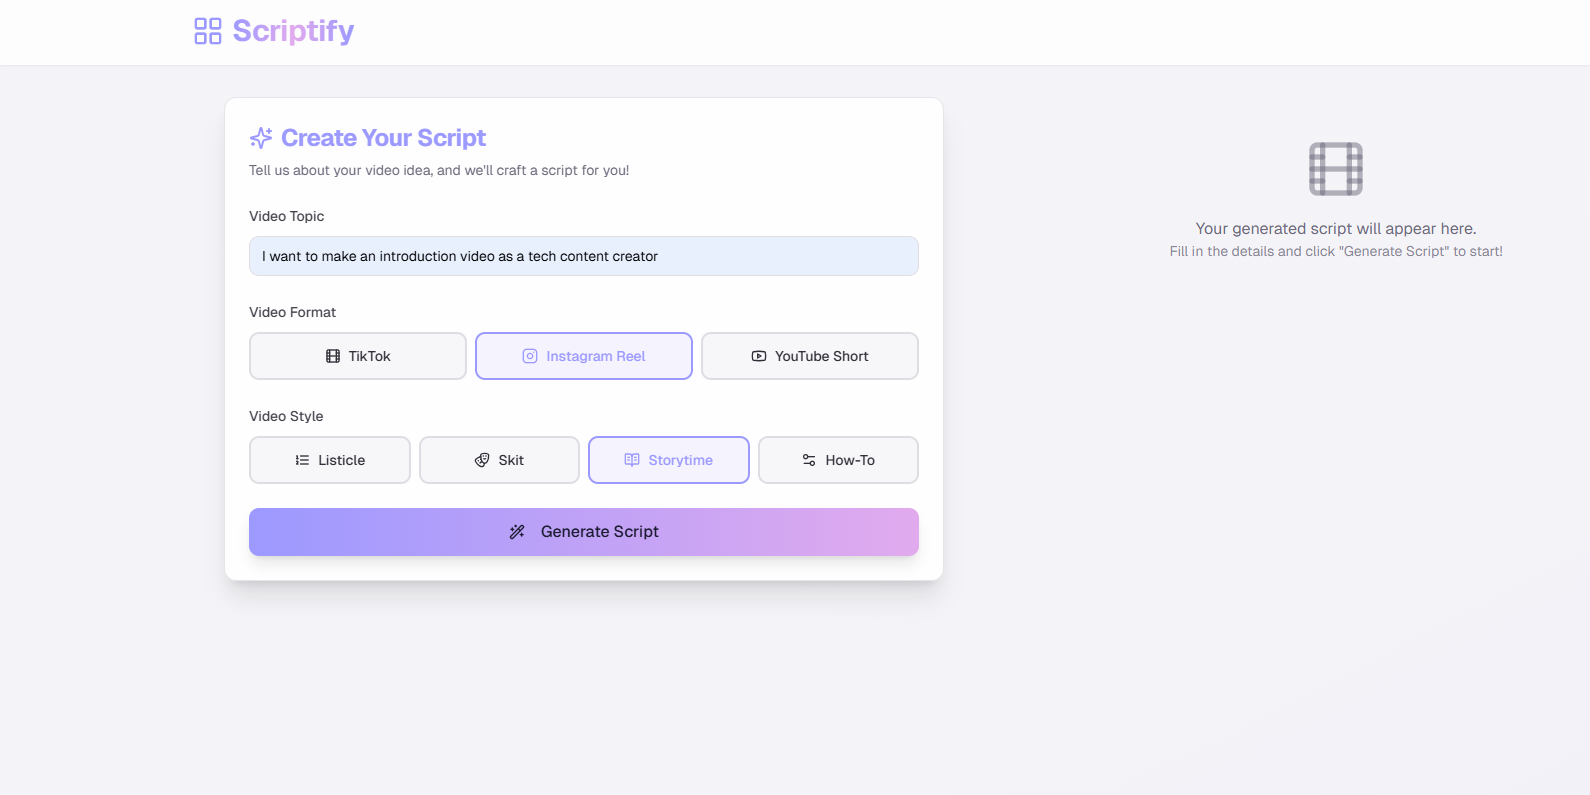 Scriptify
Create Your Script
Tell us about your video idea, and we'll craft a script for you!
Video Topic
I want to make an introduction video as a tech content creator
Video Format
TikTok
Instagram Reel
YouTube Short
Video Style
Listicle
Skit
Storytime
How-To
Generate Script
Your generated script will appear here.
Fill in the details and click "Generate Script" to start!